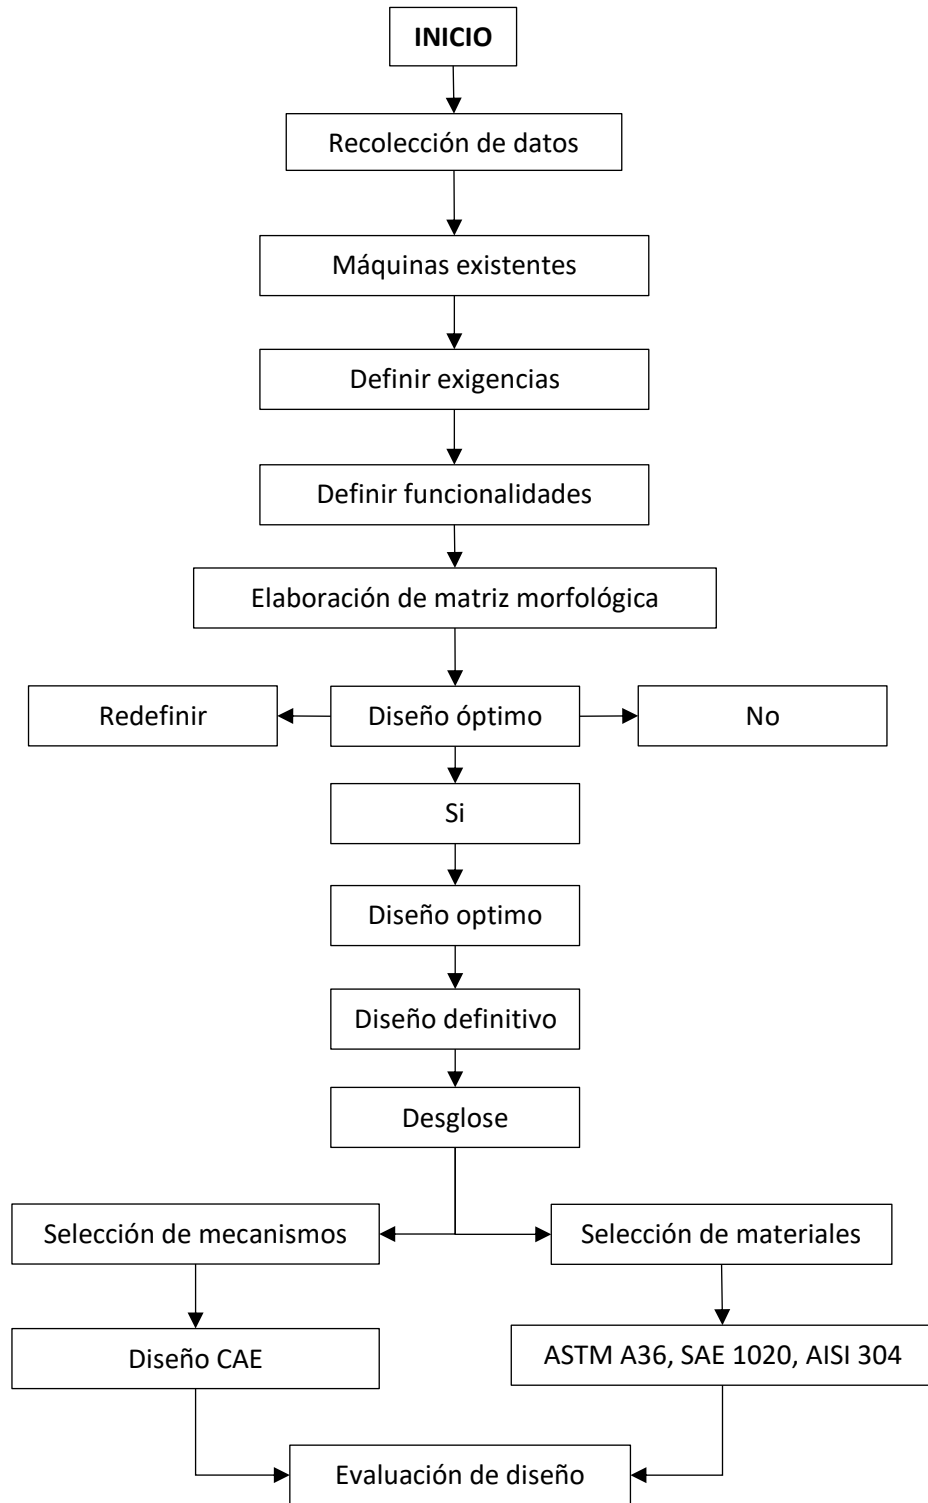 INICIO
Recolección de datos
Máquinas existentes
Definir exigencias
Definir funcionalidades
Elaboración de matriz morfológica
Redefinir
Diseño óptimo
No
Si
Diseño optimo
Diseño definitivo
Desglose
Selección de mecanismos
Selección de materiales
Diseño CAE
ASTM A36, SAE 1020, AISI 304
Evaluación de diseño